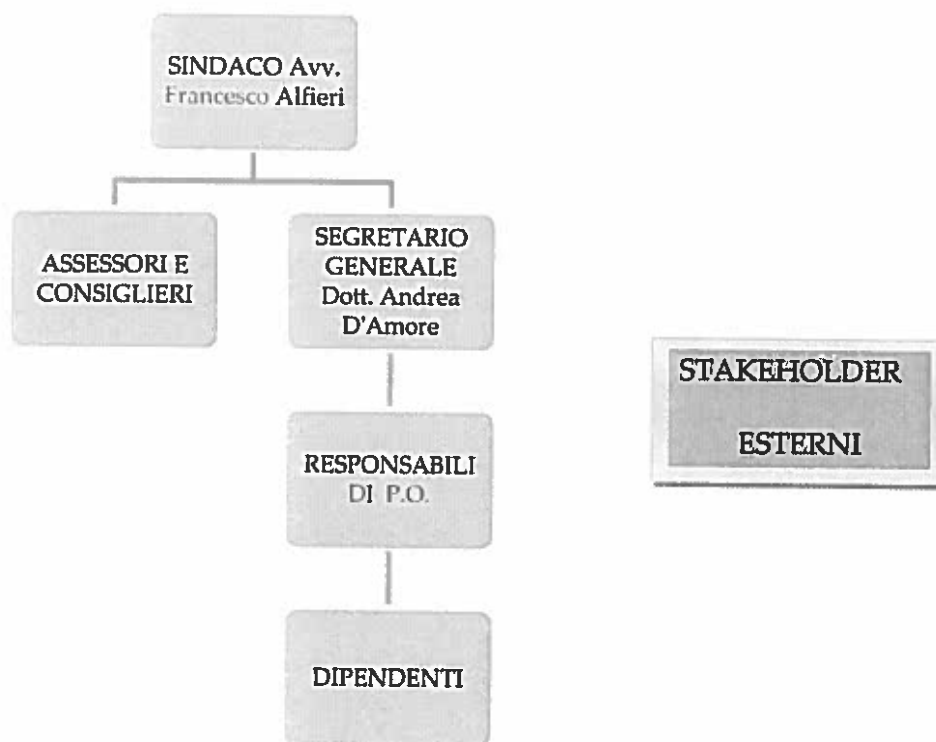 SINDACO Avv.
Francesco Alfieri
ASSESSORI E
CONSIGLIERI
SEGRETARIO
GENERALE
Dott. Andrea
D'Amore
STAKEHOLDER
ESTERNI
RESPONSABILI
DI P.O.
DIPENDENTI